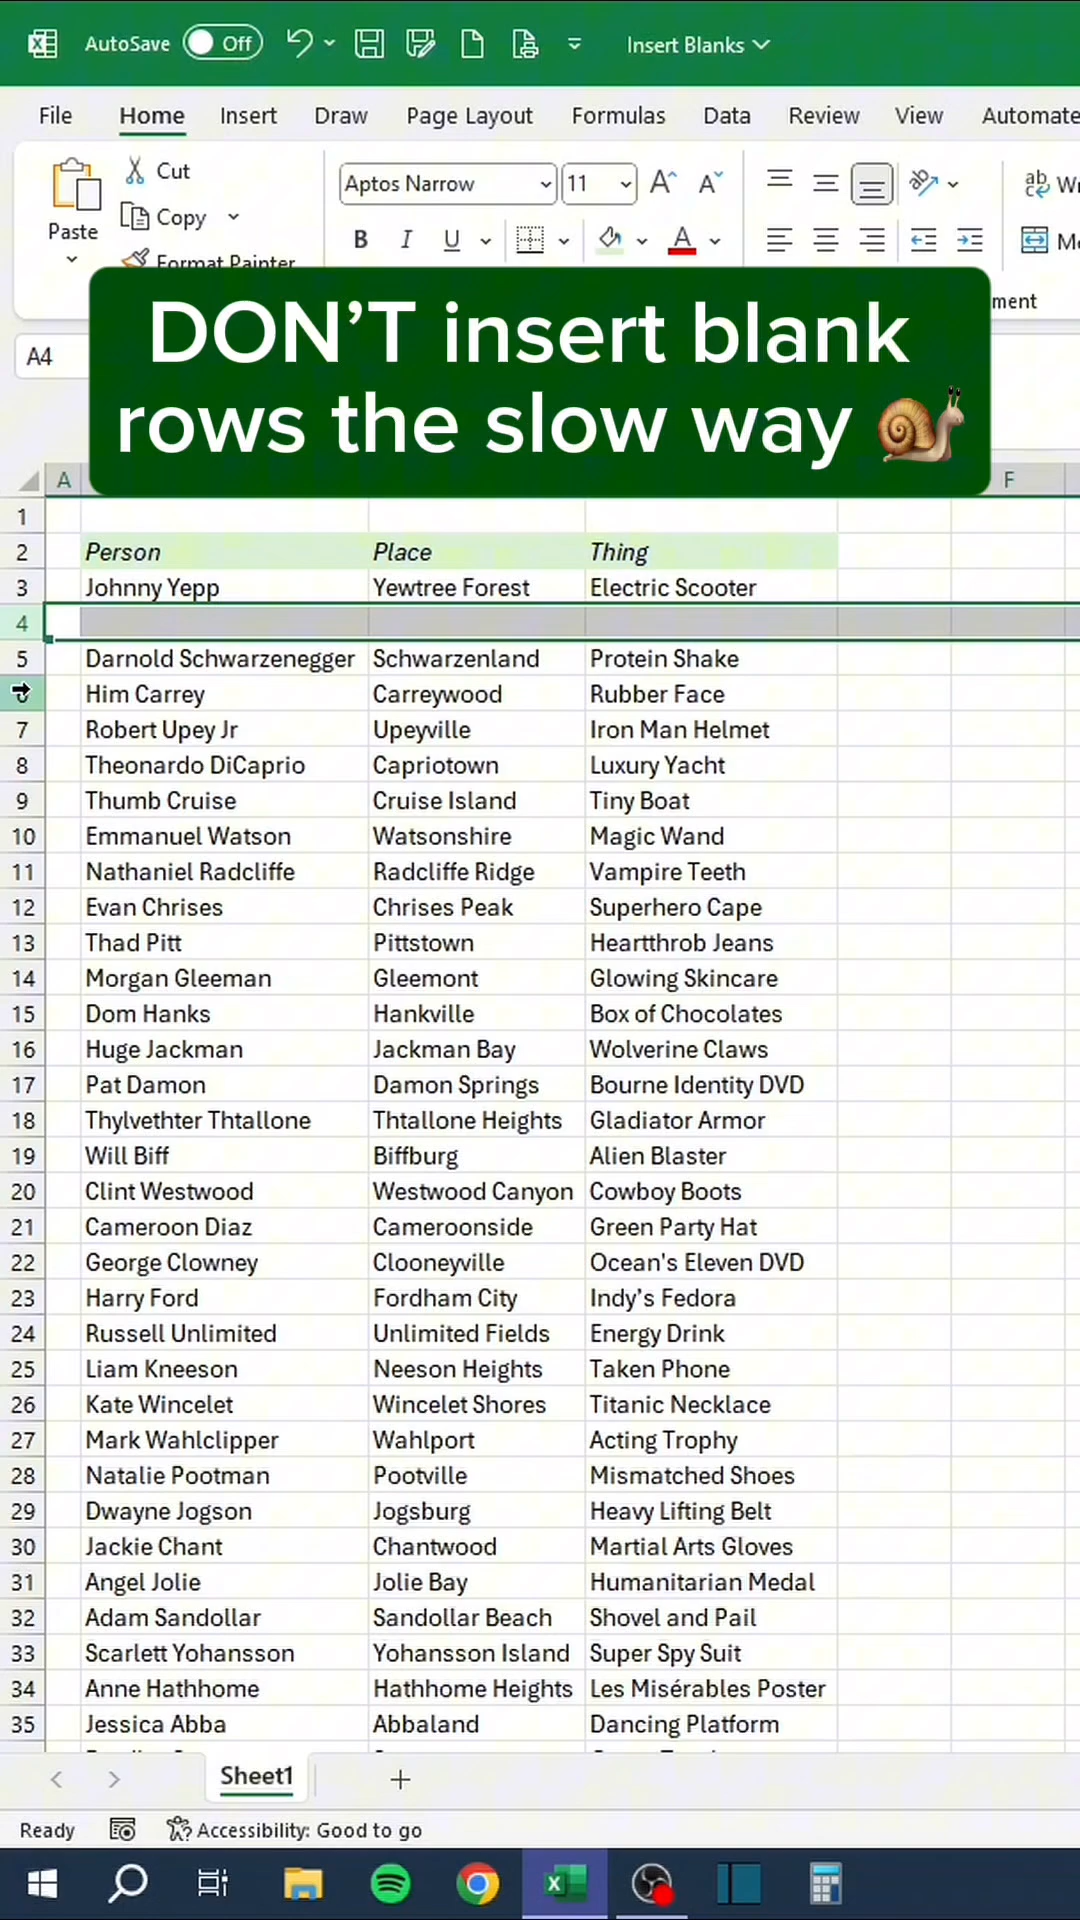 AutoSave Off Insert Blanks
File Home Insert Draw Page Layout Formulas Data Review View Automate
Cut
Aptos Narrow 11
Copy
Paste
B I U A
Format Painter
DON’T insert blank
rows the slow way 🐌
A4
A F
1
2 Person Place Thing
3 Johnny Yepp Yewtree Forest Electric Scooter
4
5 Darnold Schwarzenegger Schwarzenland Protein Shake
Him Carrey Carreywood Rubber Face
7 Robert Upey Jr Upeyville Iron Man Helmet
8 Theonardo DiCaprio Capriotown Luxury Yacht
9 Thumb Cruise Cruise Island Tiny Boat
10 Emmanuel Watson Watsonshire Magic Wand
11 Nathaniel Radcliffe Radcliffe Ridge Vampire Teeth
12 Evan Chrises Chrises Peak Superhero Cape
13 Thad Pitt Pittstown Heartthrob Jeans
14 Morgan Gleeman Gleemont Glowing Skincare
15 Dom Hanks Hankville Box of Chocolates
16 Huge Jackman Jackman Bay Wolverine Claws
17 Pat Damon Damon Springs Bourne Identity DVD
18 Thylvethter Thtallone Thtallone Heights Gladiator Armor
19 Will Biff Biffburg Alien Blaster
20 Clint Westwood Westwood Canyon Cowboy Boots
21 Cameroon Diaz Cameroonside Green Party Hat
22 George Clowney Clooneyville Ocean's Eleven DVD
23 Harry Ford Fordham City Indy’s Fedora
24 Russell Unlimited Unlimited Fields Energy Drink
25 Liam Kneeson Neeson Heights Taken Phone
26 Kate Wincelet Wincelet Shores Titanic Necklace
27 Mark Wahlclipper Wahlport Acting Trophy
28 Natalie Pootman Pootville Mismatched Shoes
29 Dwayne Jogson Jogsburg Heavy Lifting Belt
30 Jackie Chant Chantwood Martial Arts Gloves
31 Angel Jolie Jolie Bay Humanitarian Medal
32 Adam Sandollar Sandollar Beach Shovel and Pail
33 Scarlett Yohansson Yohansson Island Super Spy Suit
34 Anne Hathhome Hathhome Heights Les Misérables Poster
35 Jessica Abba Abbaland Dancing Platform
Sheet1
Ready Accessibility: Good to go